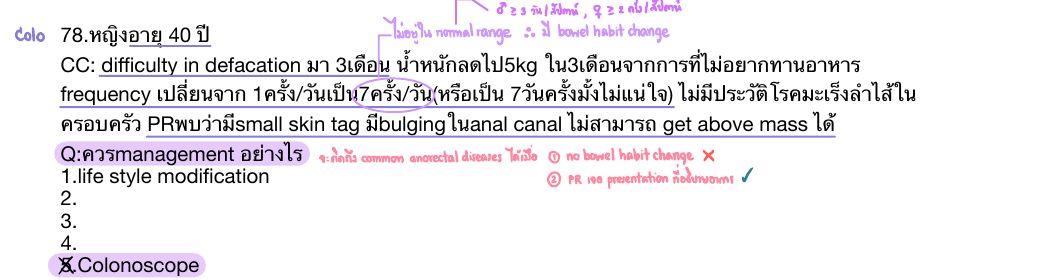 ♂ ≥ 3 วัน/สัปดาห์ , ♀ ≥ 2 ครั้ง/สัปดาห์
ไม่อยู่ใน normal range ∴ มี bowel habit change
Colo 78.หญิงอายุ 40 ปี
CC: difficulty in defacation มา 3เดือน น้ำหนักลดไป5kg ใน3เดือนจากการที่ไม่อยากทานอาหาร
frequency เปลี่ยนจาก 1ครั้ง/วันเป็น7ครั้ง/วัน(หรือเป็น 7วันครั้งมั้งไม่แน่ใจ) ไม่มีประวัติโรคมะเร็งลำไส้ใน
ครอบครัว PRพบว่ามีsmall skin tag มีbulgingในanal canal ไม่สามารถ get above mass ได้
Q:ควรmanagement อย่างไร จะคิดถึง common anorectal diseases ได้เมื่อ ① no bowel habit change ✗
1.life style modification ② PR เจอ presentation ที่อธิบายอาการ ✓
2.
3.
4.
5.Colonoscope